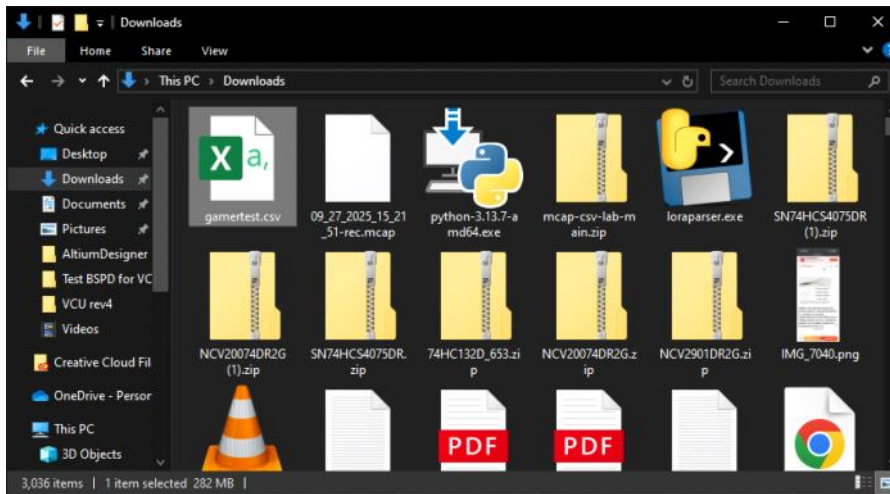 Downloads
File Home Share View
This PC > Downloads
Search Downloads
Quick access
Desktop
Downloads
Documents
Pictures
AltiumDesigner
Test BSPD for VC
VCU rev4
Videos
Creative Cloud Fil
OneDrive - Person
This PC
3D Objects
X a,
gamertest.csv
09_27_2025_15_21
_51-rec.mcap
python-3.13.7-a
md64.exe
mcap-csv-lab-m
ain.zip
loraparser.exe
SN74HCS4075DR
(1).zip
NCV20074DR2G
(1).zip
SN74HCS4075DR.
zip
74HC132D_653.zi
p
NCV20074DR2G.z
ip
NCV2901DR2G.zi
p
IMG_7040.png
PDF
PDF
3,036 items 1 item selected 282 MB